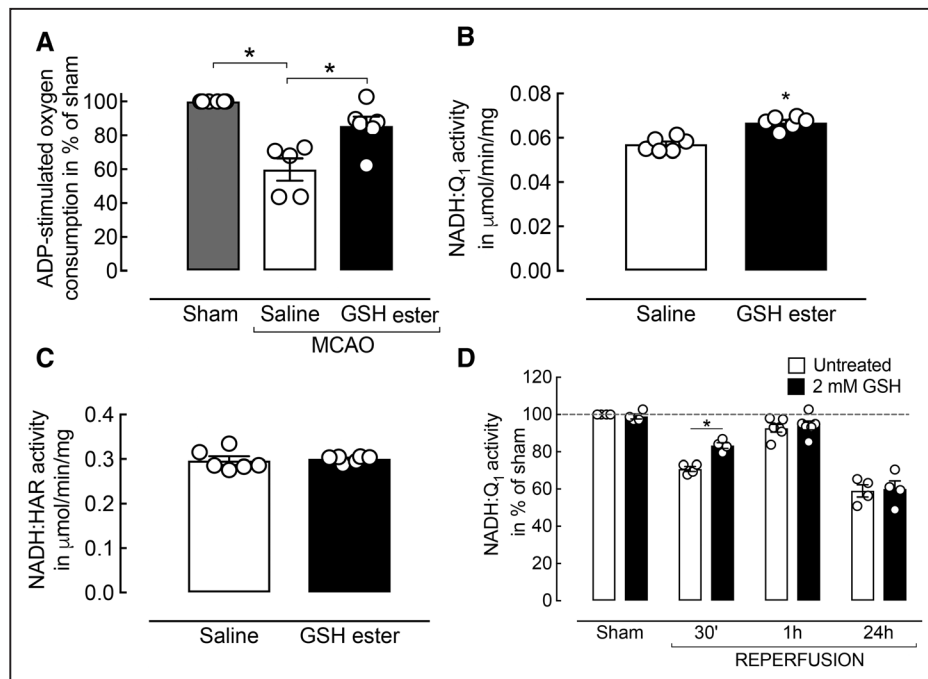 A
ADP-stimulated oxygen
consumption in % of sham
100
80
60
40
20
0
*
*
Sham
Saline
GSH ester
MCAO
B
NADH:Q1 activity
in µmol/min/mg
0.08
0.06
0.04
0.02
0.00
*
Saline
GSH ester
C
NADH:HAR activity
in µmol/min/mg
0.4
0.3
0.2
0.1
0.0
Saline
GSH ester
D
Untreated
2 mM GSH
NADH:Q1 activity
in % of sham
120
100
80
60
40
20
0
*
Sham
30'
1h
24h
REPERFUSION